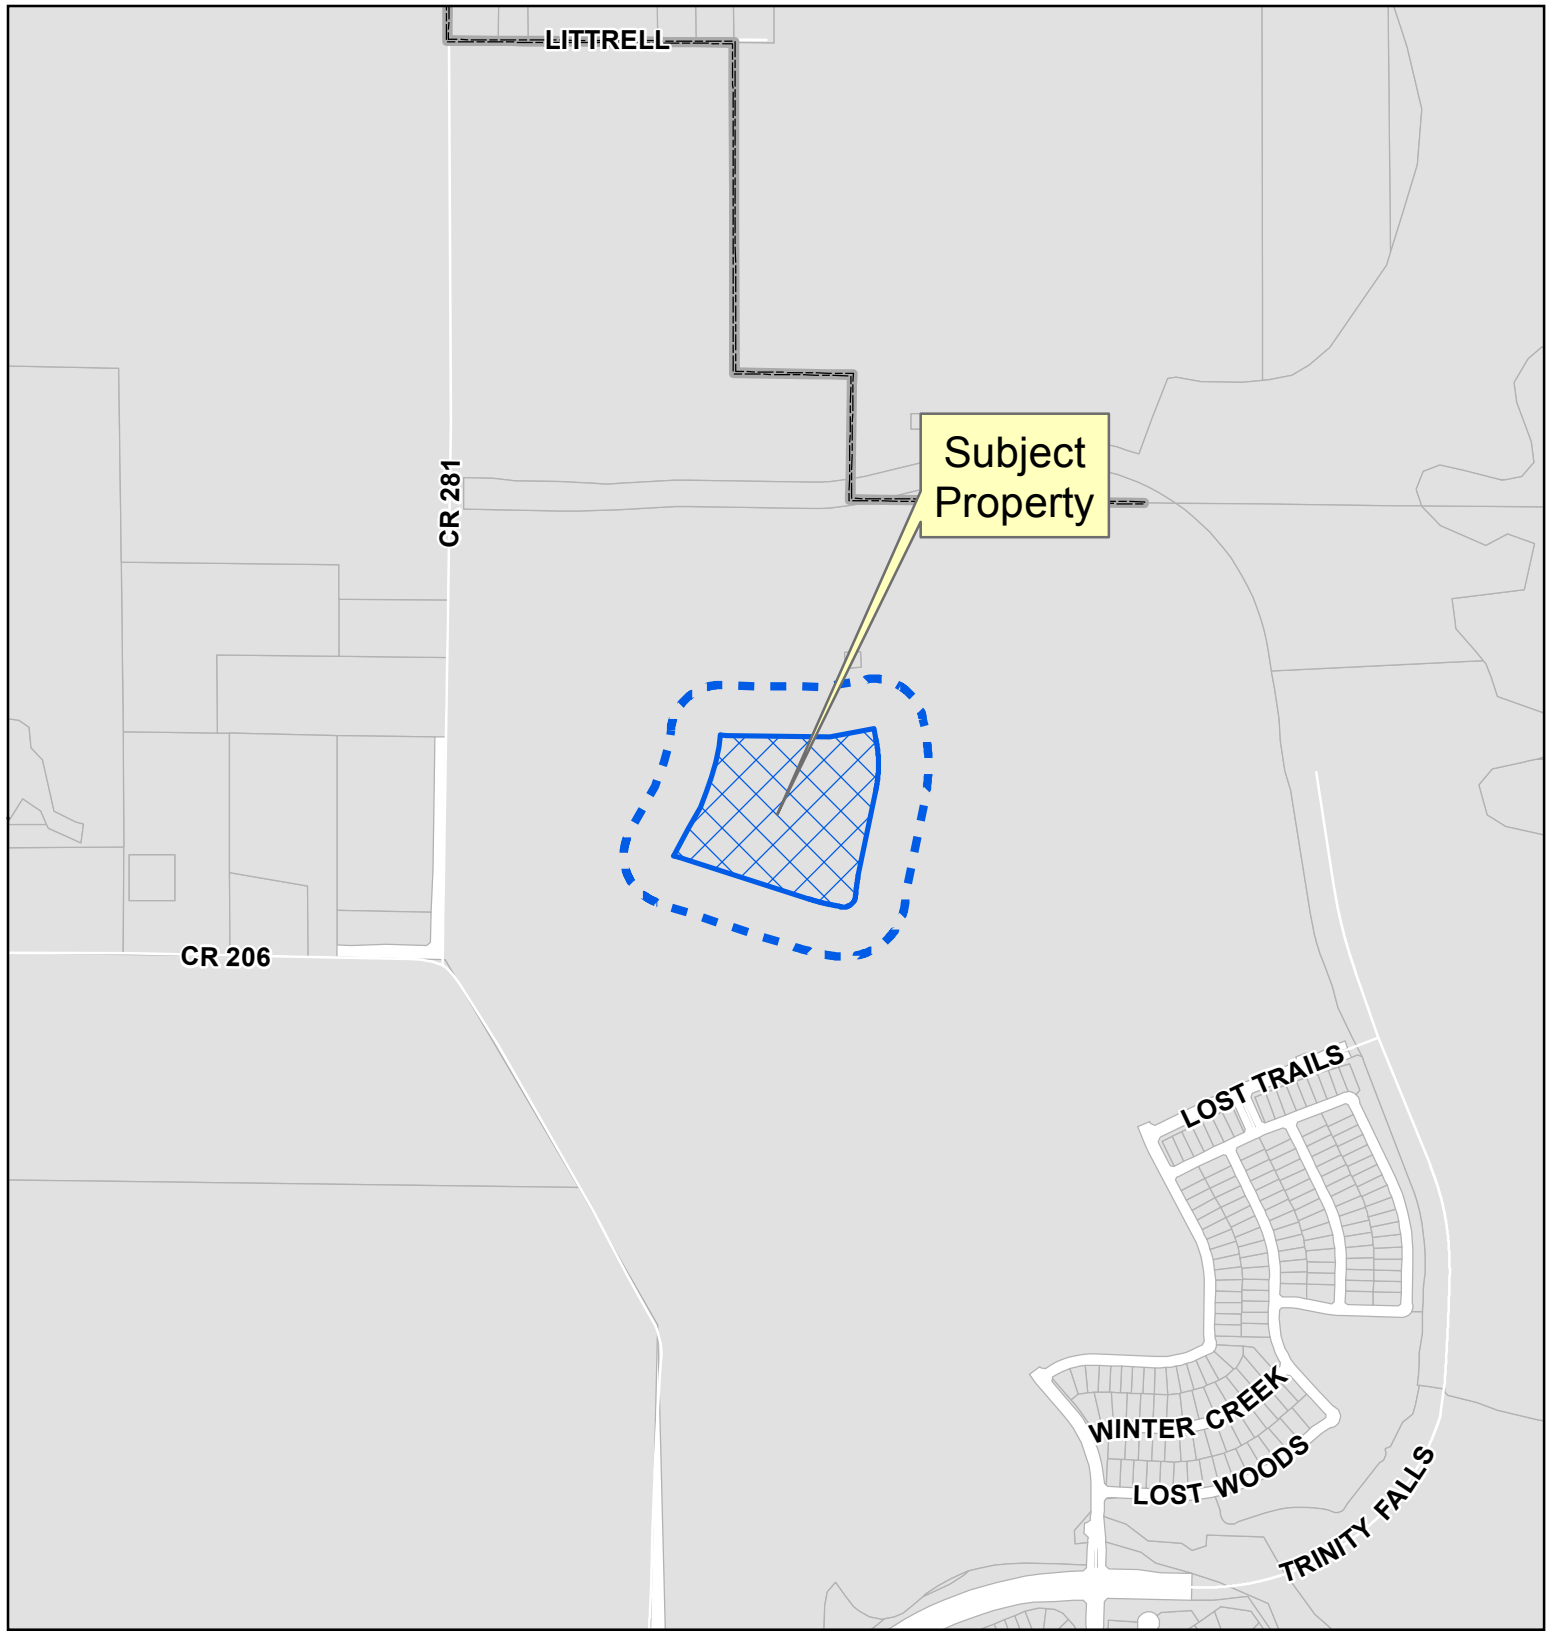 LITTRELL
CR 281
Subject
Property
CR 206
LOST TRAILS
WINTER CREEK
LOST WOODS
TRINITY FALLS